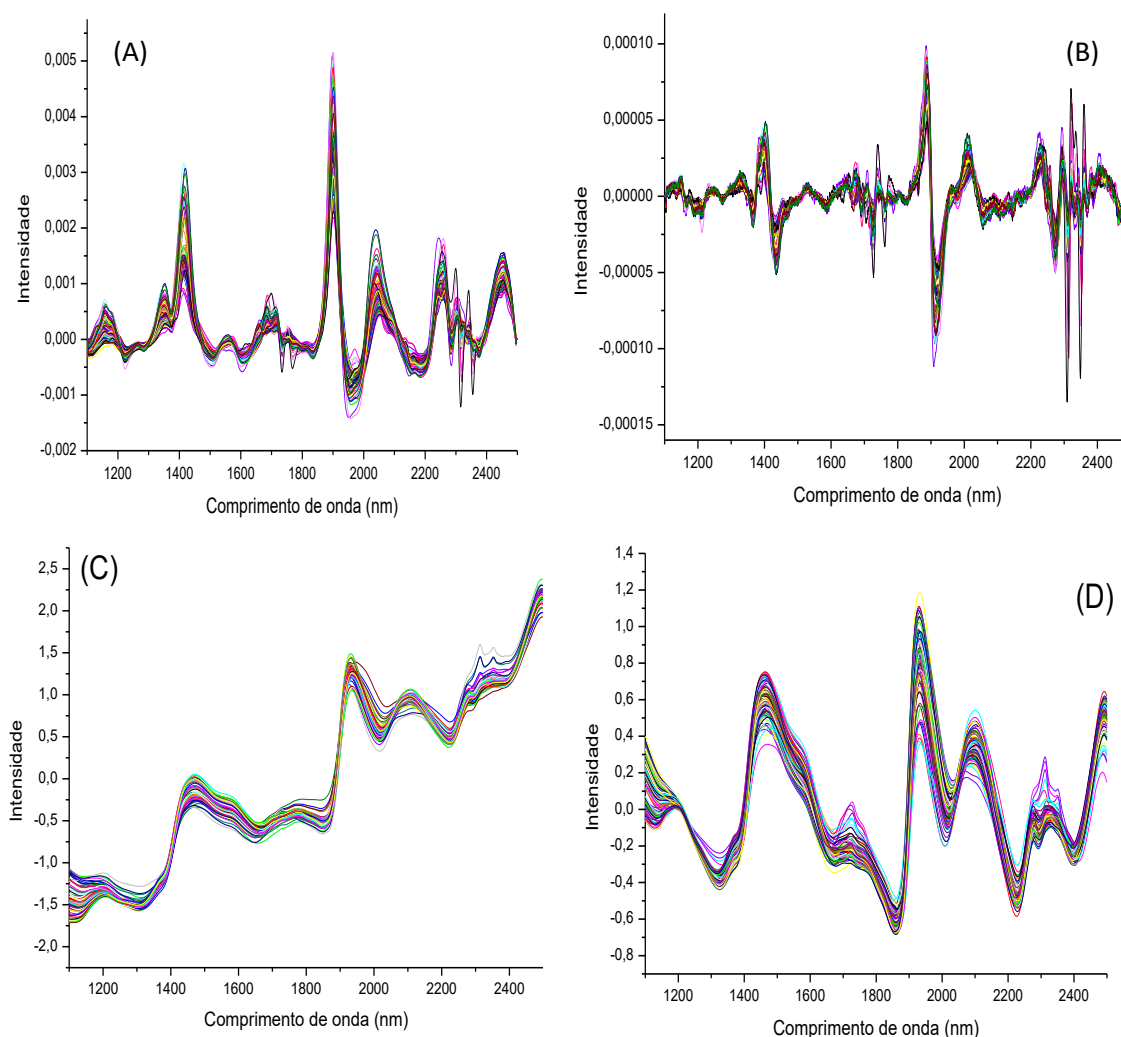 (A)
0,005
0,004
0,003
0,002
0,001
0,000
-0,001
-0,002
Intensidade
1200 1400 1600 1800 2000 2200 2400
Comprimento de onda (nm)
(B)
0,00010
0,00005
0,00000
-0,00005
-0,00010
-0,00015
Intensidade
1200 1400 1600 1800 2000 2200 2400
Comprimento de onda (nm)
(C)
2,5
2,0
1,5
1,0
0,5
0,0
-0,5
-1,0
-1,5
-2,0
Intensidade
1200 1400 1600 1800 2000 2200 2400
Comprimento de onda (nm)
(D)
1,4
1,2
1,0
0,8
0,6
0,4
0,2
0,0
-0,2
-0,4
-0,6
-0,8
Intensidade
1200 1400 1600 1800 2000 2200 2400
Comprimento de onda (nm)